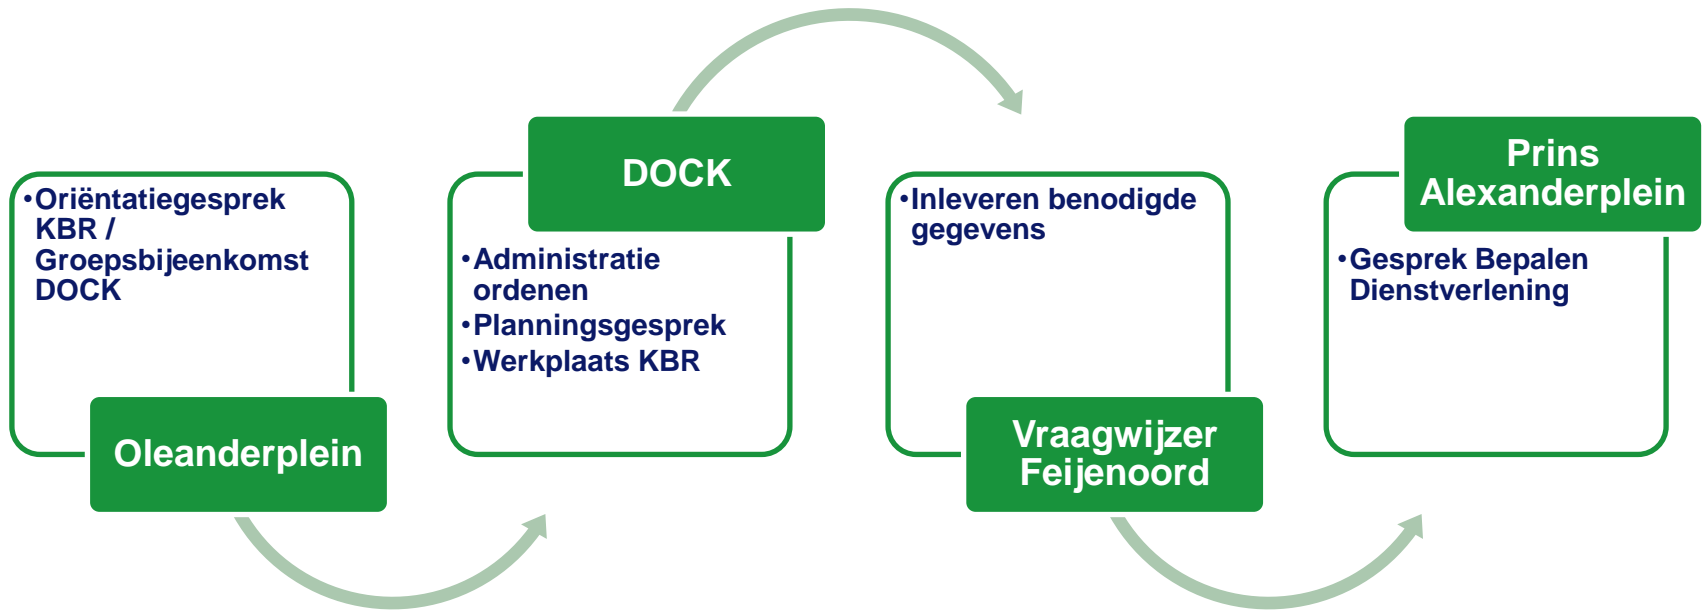 •Oriëntatiegesprek
KBR /
Groepsbijeenkomst
DOCK
Oleanderplein
DOCK
•Administratie
ordenen
•Planningsgesprek
•Werkplaats KBR
•Inleveren benodigde
gegevens
Vraagwijzer
Feijenoord
Prins
Alexanderplein
•Gesprek Bepalen
Dienstverlening